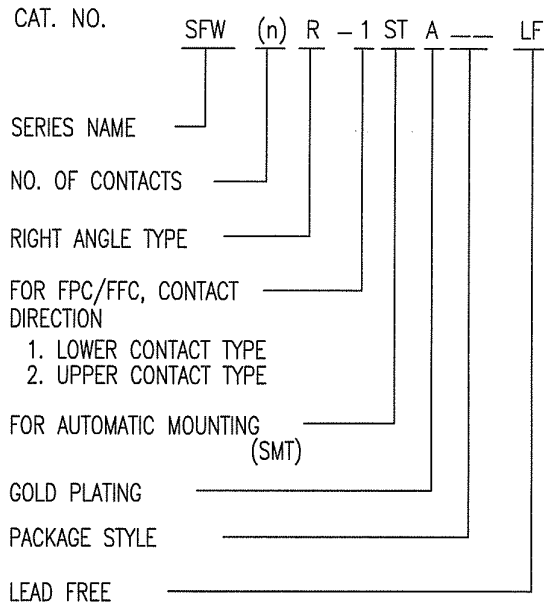 CAT. NO.
SFW (n) R - 1 ST A __ LF
SERIES NAME
NO. OF CONTACTS
RIGHT ANGLE TYPE
FOR FPC/FFC, CONTACT
DIRECTION
1. LOWER CONTACT TYPE
2. UPPER CONTACT TYPE
FOR AUTOMATIC MOUNTING
(SMT)
GOLD PLATING
PACKAGE STYLE
LEAD FREE